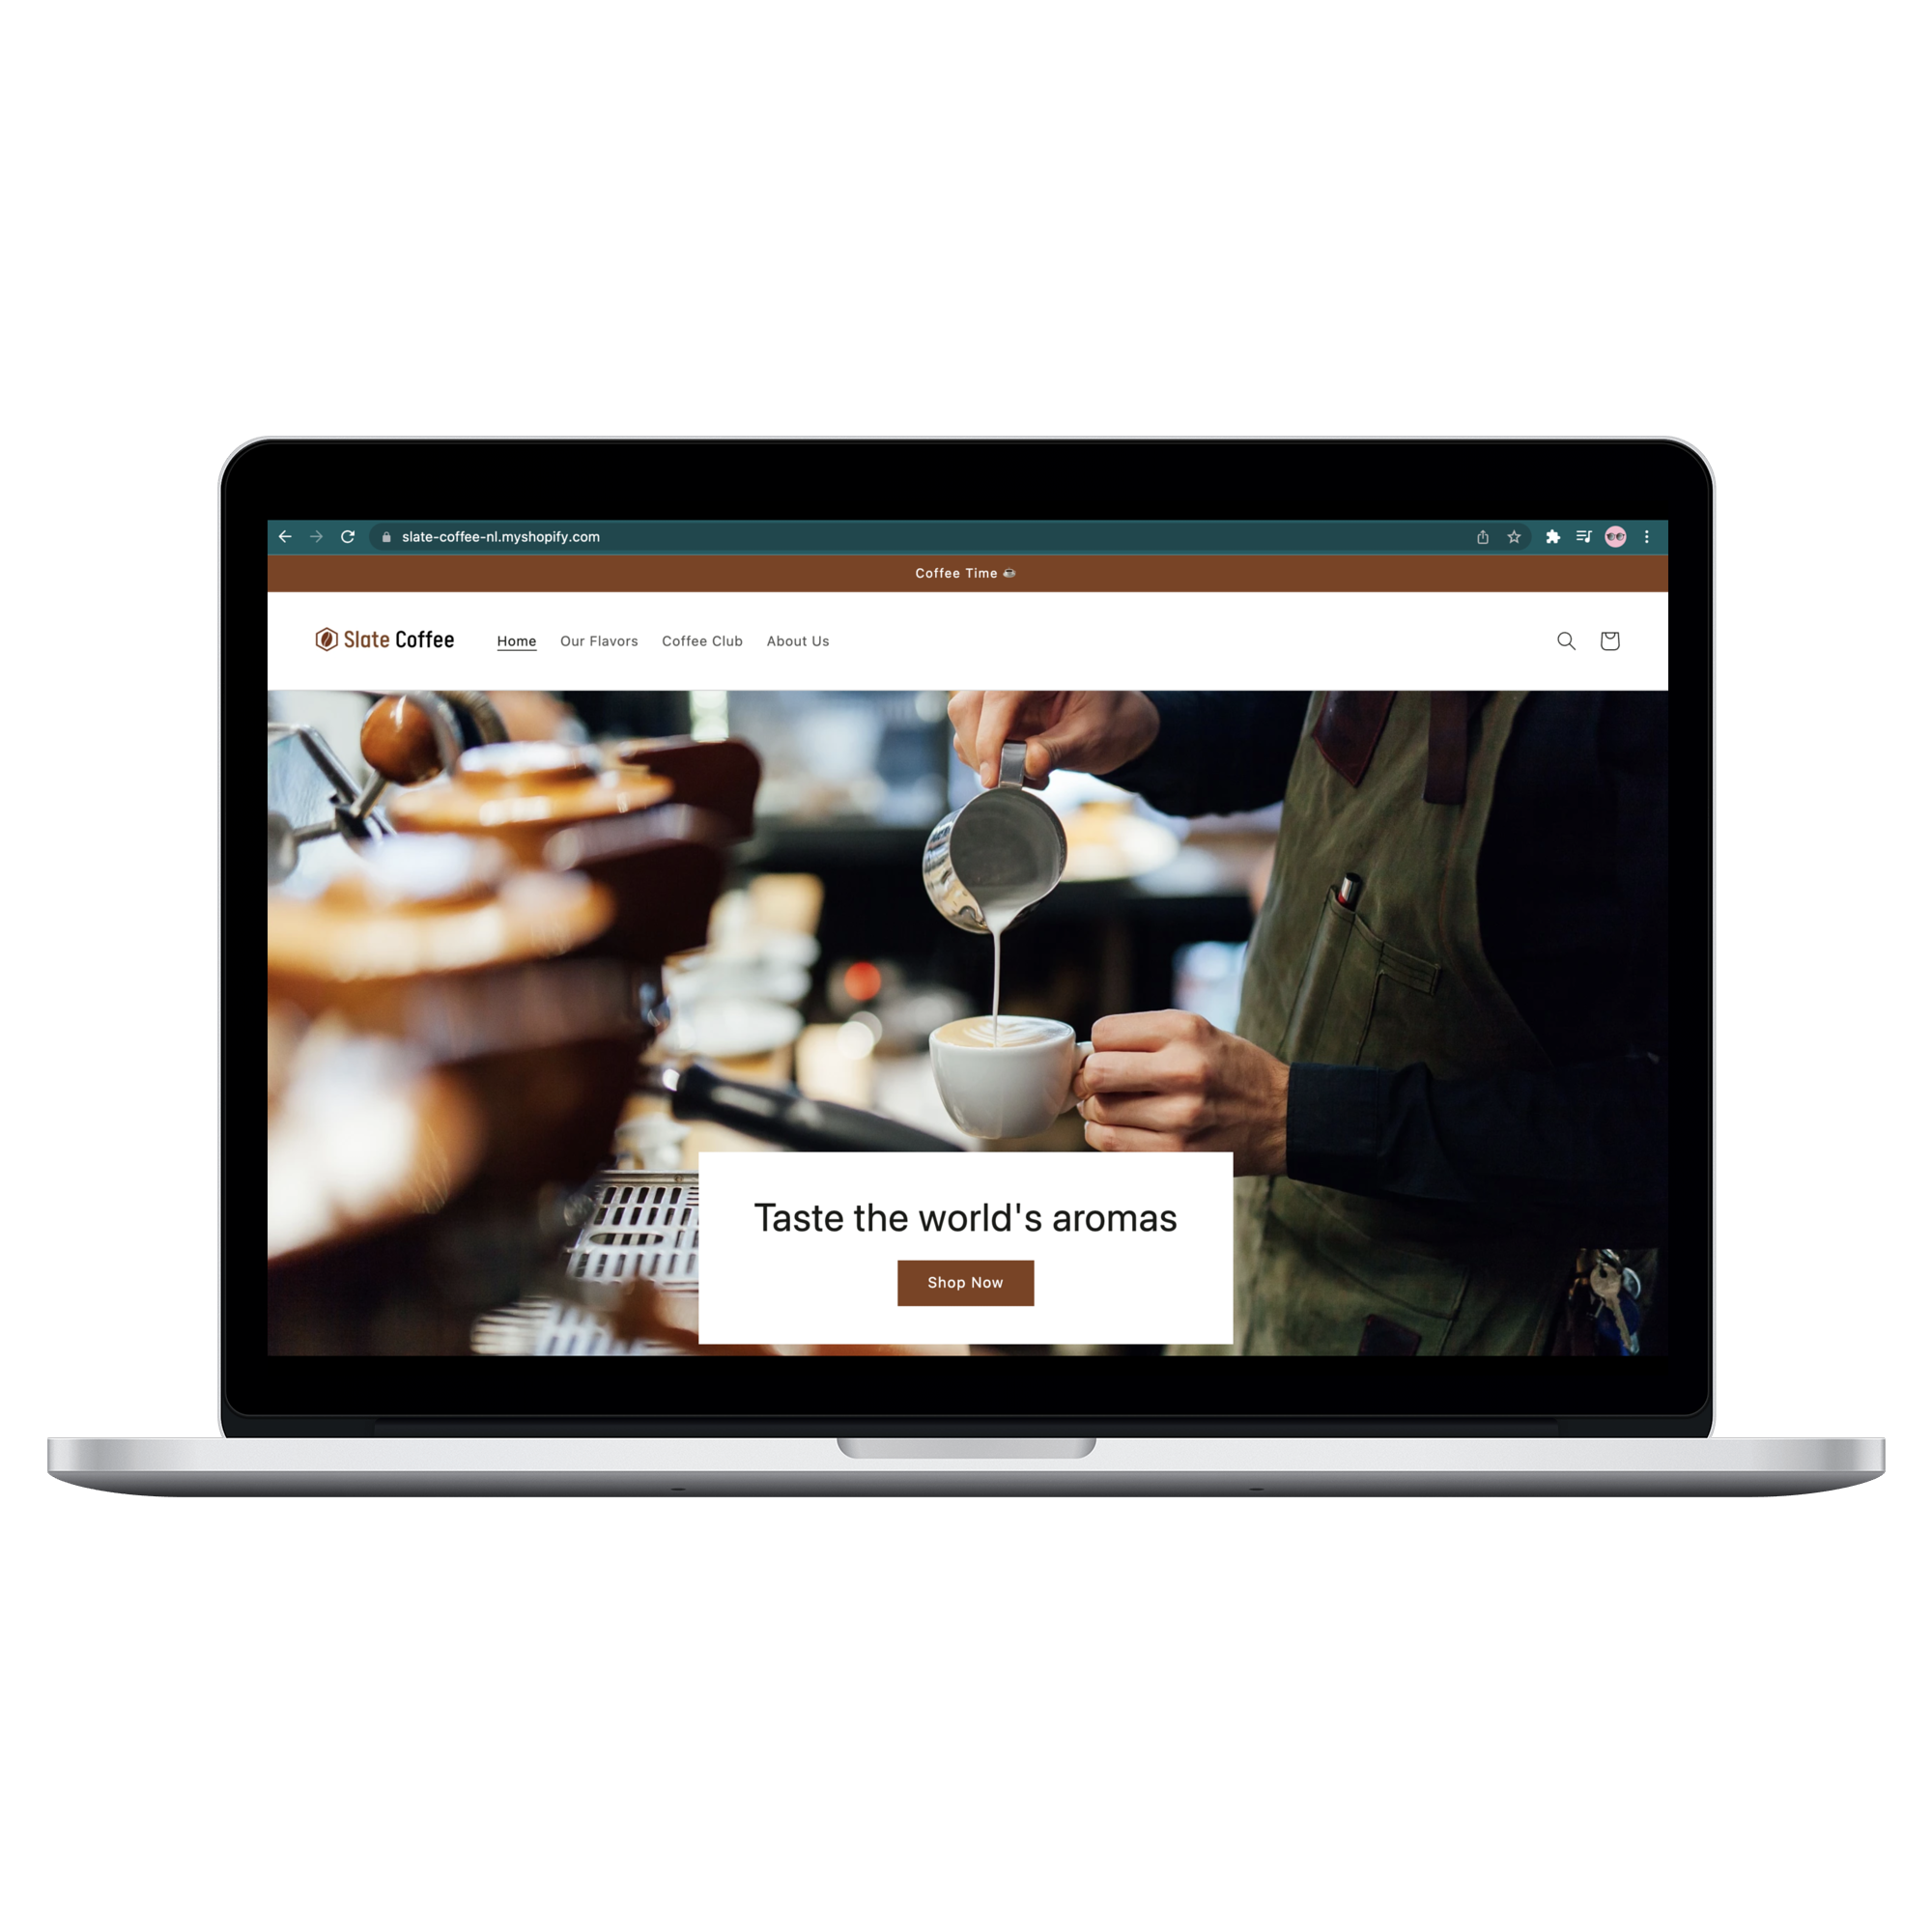 slate-coffee-nl.myshopify.com
Coffee Time ☕
Slate Coffee
Home
Our Flavors
Coffee Club
About Us
Taste the world's aromas
Shop Now